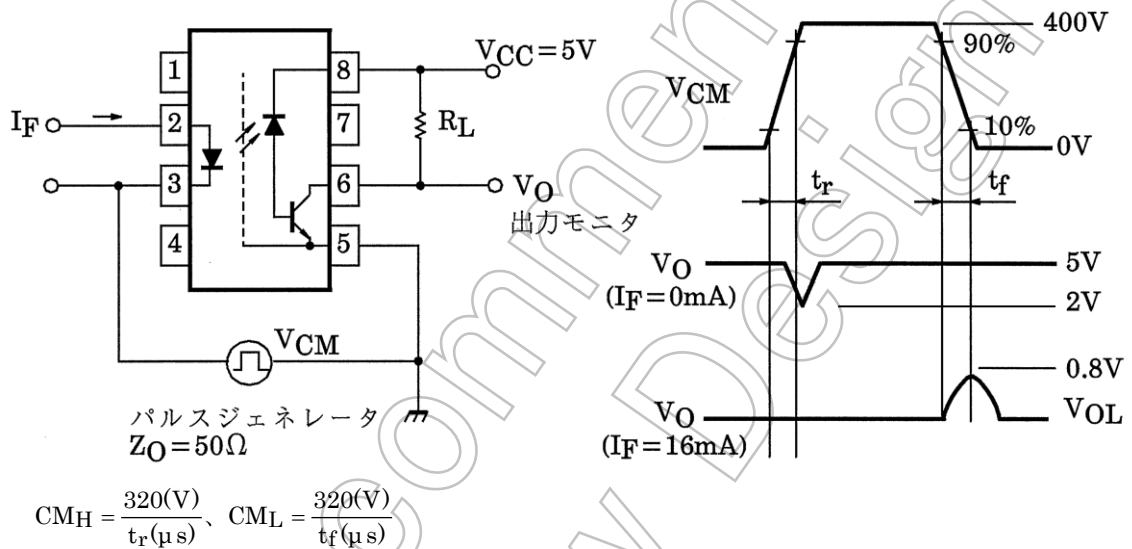 1
2
3
4
8
7
6
5
IF
VCC=5V
RL
VO
出力モニタ
VCM
パルスジェネレータ
ZO=50Ω
VCM
400V
90%
10%
0V
tr
tf
VO
(IF=0mA)
5V
2V
0.8V
VO
(IF=16mA)
VOL
CMH = 320(V) / tr(μs)、CML = 320(V) / tf(μs)
commen
y Design